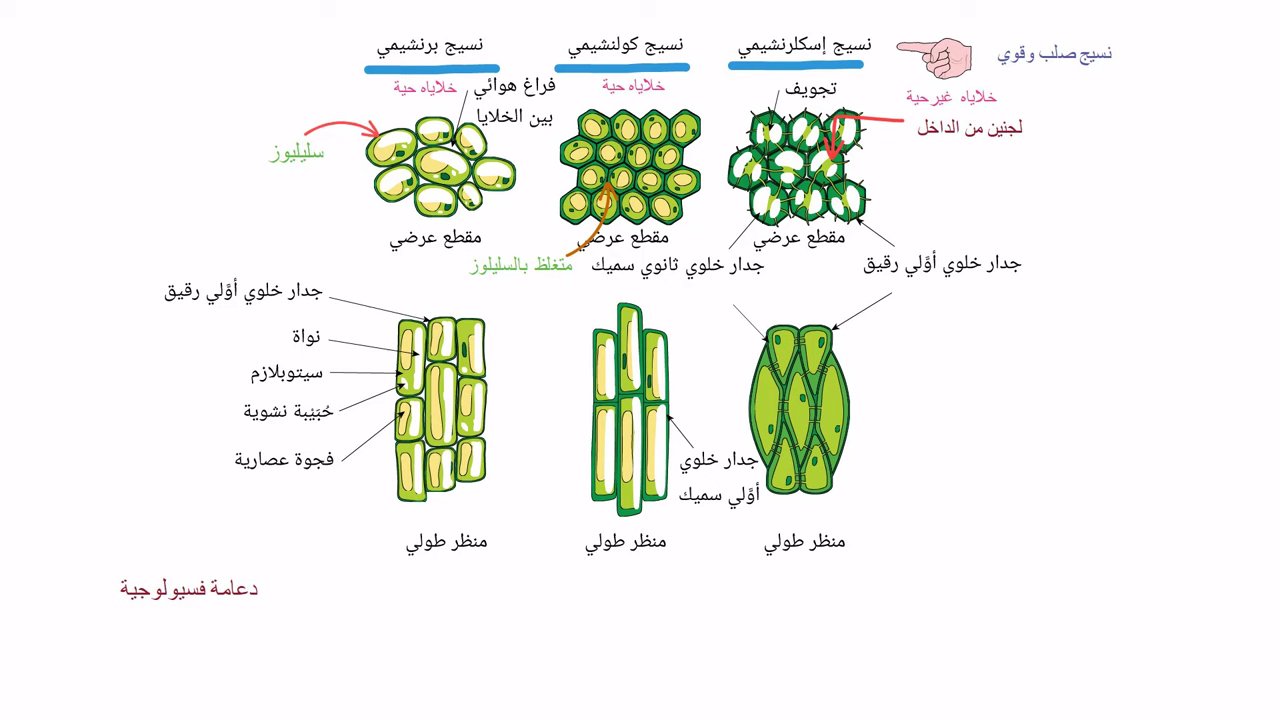 نسيج صلب وقوي
نسيج إسكلرنشيمي
نسيج كولنشيمي
نسيج برنشيمي
خلاياه غيرحية
خلاياه حية
خلاياه حية
لجنين من الداخل
تجويف
فراغ هوائي
بين الخلايا
سليليوز
مقطع عرضي
مقطع عرضي
مقطع عرضي
جدار خلوي أوَّلي رقيق
جدار خلوي ثانوي سميك
متغلظ بالسليلوز
جدار خلوي أوَّلي رقيق
نواة
سيتوبلازم
حُبَيْبة نشوية
فجوة عصارية
جدار خلوي
أوَّلي سميك
منظر طولي
منظر طولي
منظر طولي
دعامة فسيولوجية